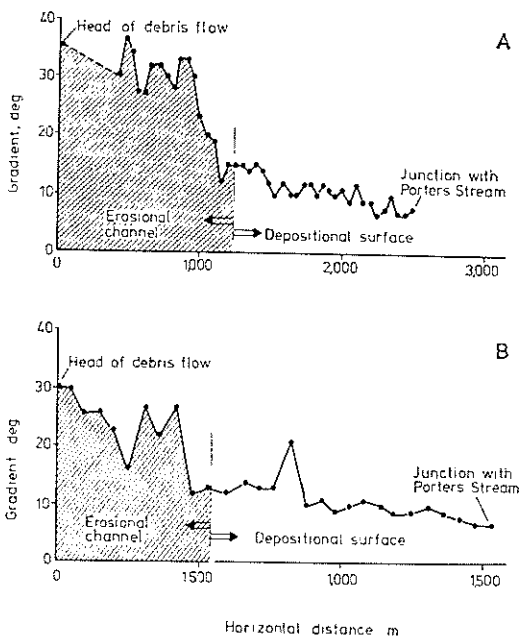 40
Head of debris flow
A
30
20
10
0
Gradient, deg
Junction with
Porters Stream
Erosional
channel
Depositional surface
0
1,000
2,000
3,000
40
B
Head of debris flow
30
20
10
0
Gradient deg
Junction with
Porters Stream
Erosional
channel
Depositional surface
0
1500
1,000
1,500
Horizontal distance m